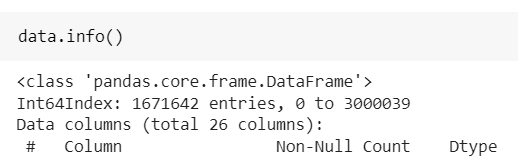 data.info()
<class 'pandas.core.frame.DataFrame'>
Int64Index: 1671642 entries, 0 to 3000039
Data columns (total 26 columns):
 #   Column                Non-Null Count    Dtype